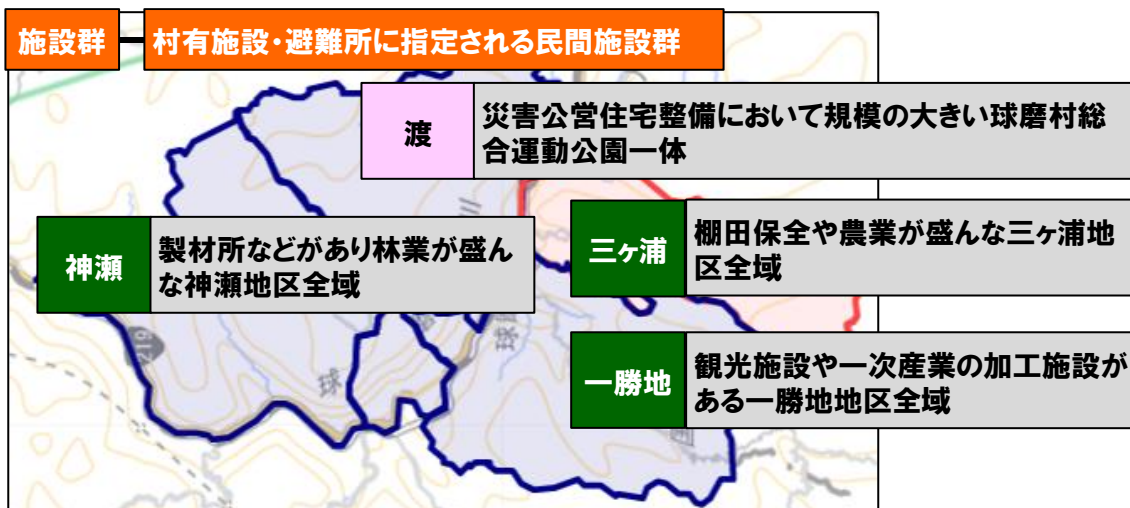 施設群
村有施設・避難所に指定される民間施設群
渡
災害公営住宅整備において規模の大きい球磨村総
合運動公園一体
神瀬
製材所などがあり林業が盛ん
な神瀬地区全域
三ヶ浦
棚田保全や農業が盛んな三ヶ浦地
区全域
一勝地
観光施設や一次産業の加工施設が
ある一勝地地区全域
219
球
球
川